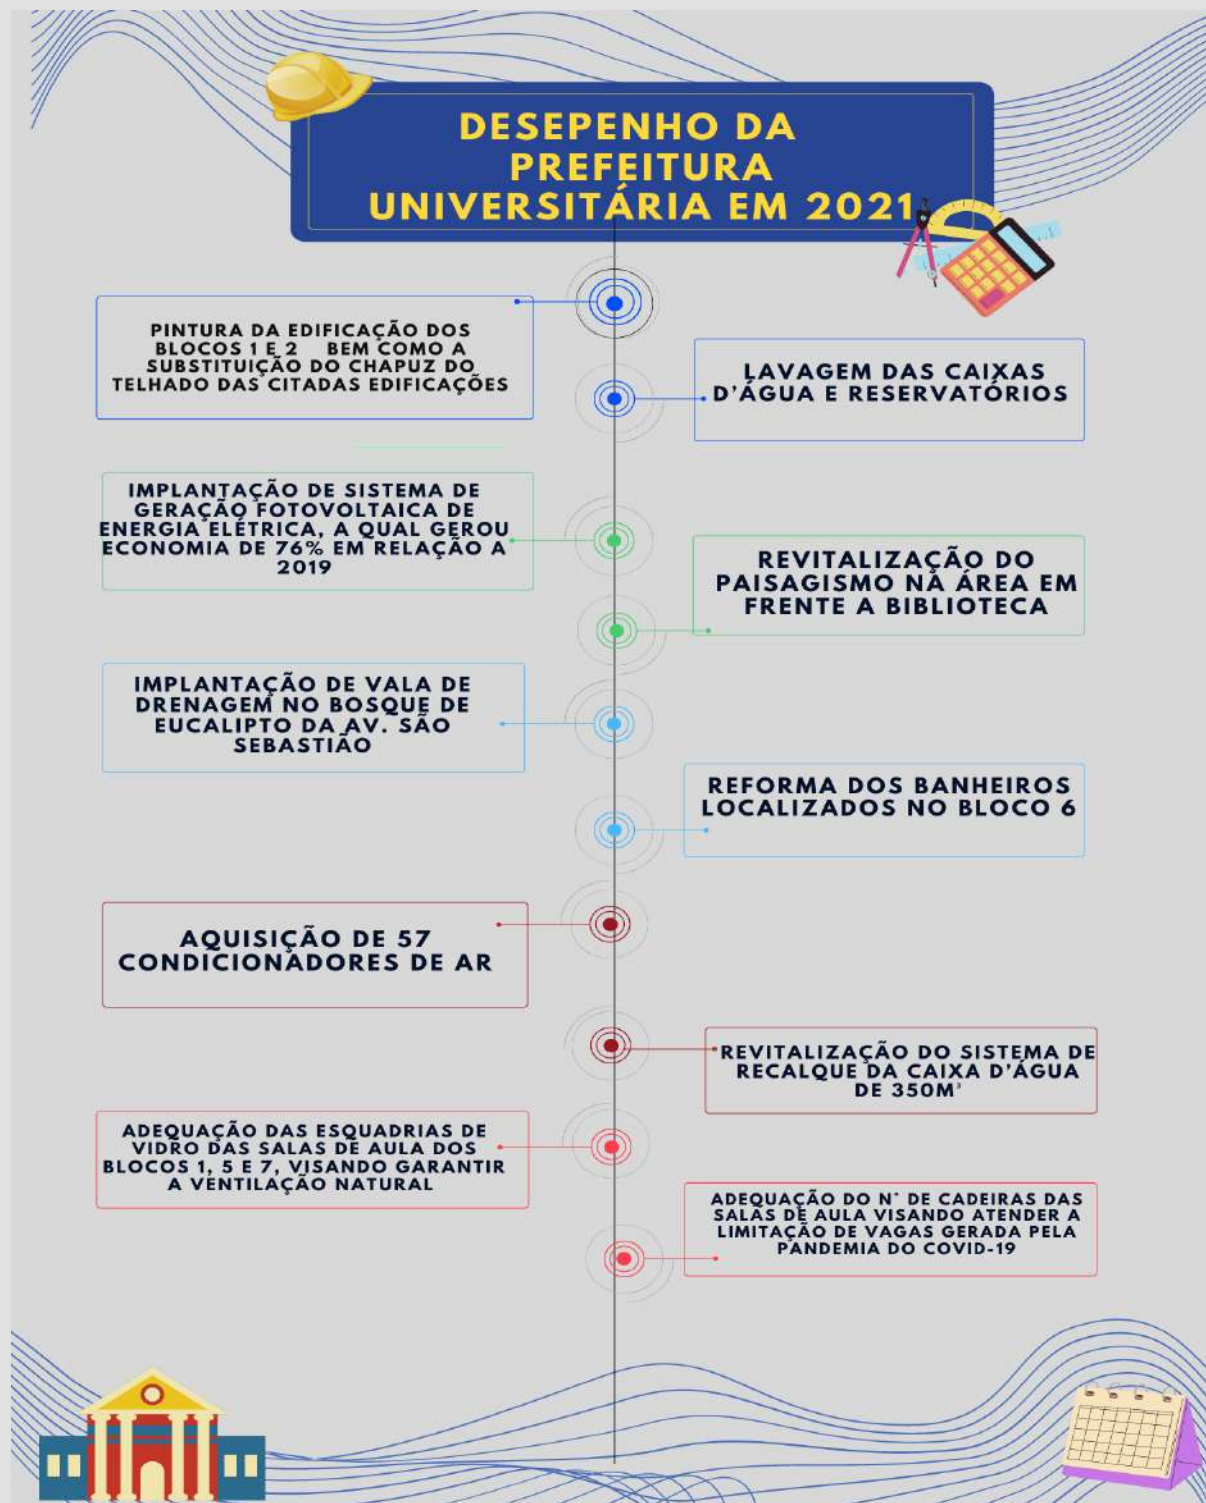 DESEPENHO DA
PREFEITURA
UNIVERSITÁRIA EM 2021
PINTURA DA EDIFICAÇÃO DOS
BLOCOS 1 E 2 BEM COMO A
SUBSTITUIÇÃO DO CHAPUZ DO
TELHADO DAS CITADAS EDIFICAÇÕES
LAVAGEM DAS CAIXAS
D'ÁGUA E RESERVATÓRIOS
IMPLANTAÇÃO DE SISTEMA DE
GERAÇÃO FOTOVOLTAICA DE
ENERGIA ELÉTRICA, A QUAL GEROU
ECONOMIA DE 76% EM RELAÇÃO A
2019
REVITALIZAÇÃO DO
PAISAGISMO NA ÁREA EM
FRENTE A BIBLIOTECA
IMPLANTAÇÃO DE VALA DE
DRENAGEM NO BOSQUE DE
EUCALIPTO DA AV. SÃO
SEBASTIÃO
REFORMA DOS BANHEIROS
LOCALIZADOS NO BLOCO 6
AQUISIÇÃO DE 57
CONDICIONADORES DE AR
REVITALIZAÇÃO DO SISTEMA DE
RECALQUE DA CAIXA D'ÁGUA
DE 350M³
ADEQUAÇÃO DAS ESQUADRIAS DE
VIDRO DAS SALAS DE AULA DOS
BLOCOS 1, 5 E 7, VISANDO GARANTIR
A VENTILAÇÃO NATURAL
ADEQUAÇÃO DO N° DE CADEIRAS DAS
SALAS DE AULA VISANDO ATENDER A
LIMITAÇÃO DE VAGAS GERADA PELA
PANDEMIA DO COVID-19